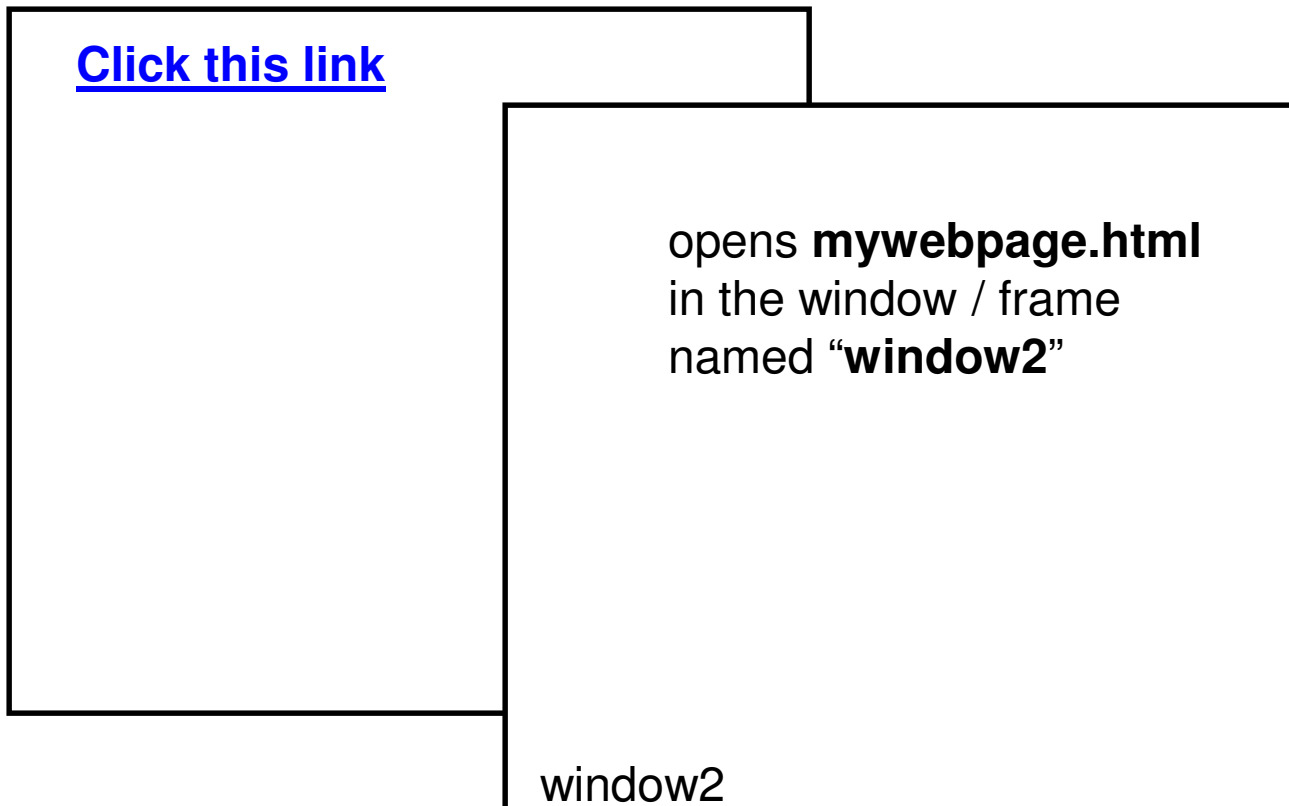 Click this link
opens mywebpage.html
in the window / frame
named “window2”
window2